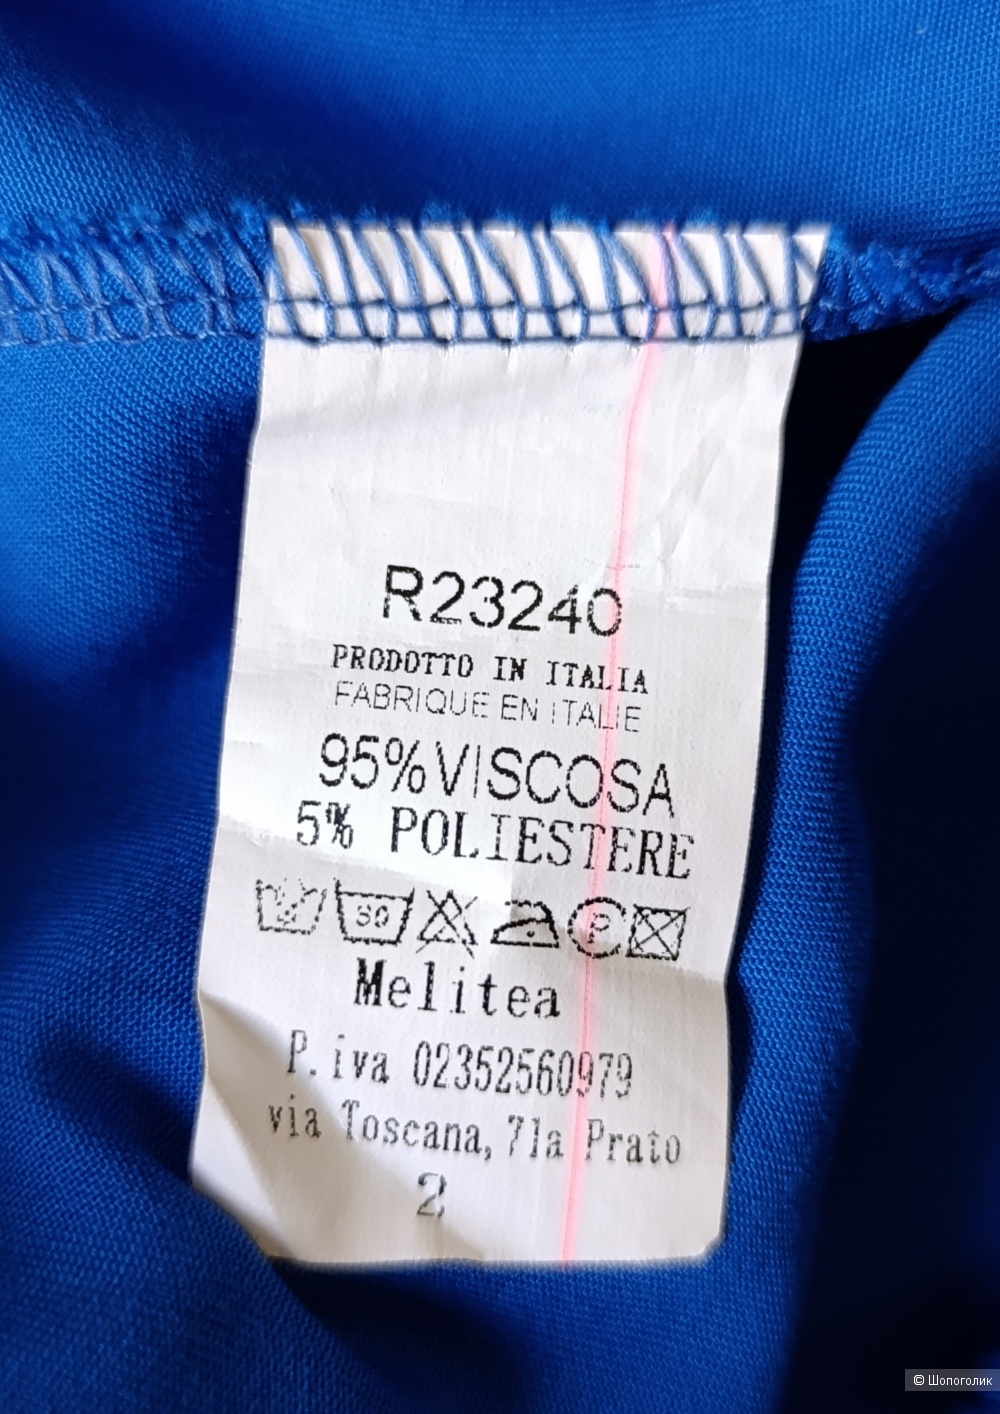 R23240
PRODOTTO IN ITALIA
FABRIQUE EN ITALIE
95%VISCOSA
5% POLIESTERE
30 P
Melitea
P.iva 02352560979
via Toscana,71a Prato
2
© Шопоголик